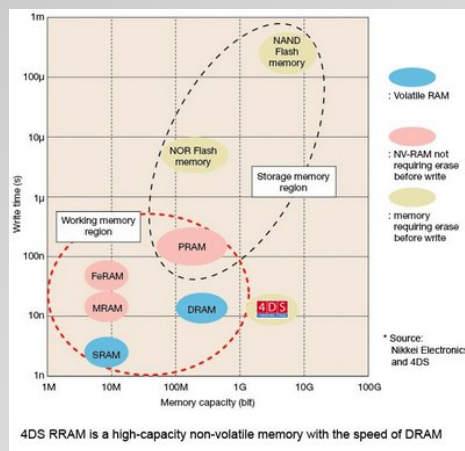 1m
100µ
10µ
1µ
100n
10n
1n
Write time (s)
NAND
Flash
memory
NOR Flash
memory
Storage memory
region
Working memory
region
PRAM
FeRAM
MRAM
DRAM
SRAM
4DS
1M
10M
100M
1G
10G
100G
Memory capacity (bit)
: Volatile RAM
: NV-RAM not
requiring erase
before write
: memory
requiring erase
before write
* Source:
Nikkei Electronics
and 4DS
4DS RRAM is a high-capacity non-volatile memory with the speed of DRAM